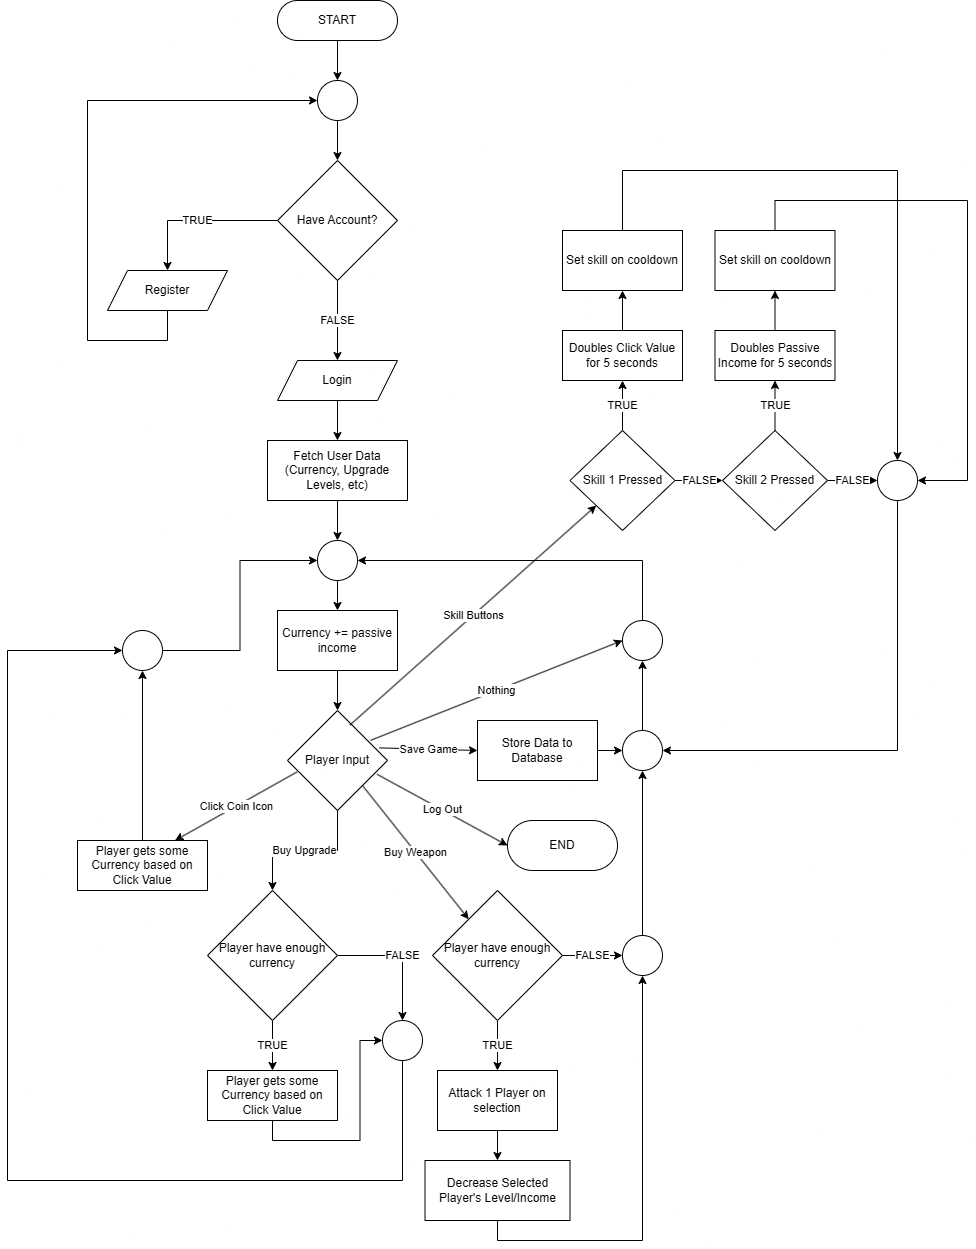 START
Have Account?
TRUE
Register
FALSE
Login
Fetch User Data
(Currency, Upgrade
Levels, etc)
Set skill on cooldown
Set skill on cooldown
Doubles Click Value
for 5 seconds
Doubles Passive
Income for 5 seconds
TRUE
TRUE
Skill 1 Pressed
FALSE
Skill 2 Pressed
FALSE
Currency += passive
income
Skill Buttons
Nothing
Player Input
Save Game
Store Data to
Database
Click Coin Icon
Log Out
END
Buy Upgrade
Buy Weapon
Player gets some
Currency based on
Click Value
Player have enough
currency
FALSE
Player have enough
currency
FALSE
TRUE
TRUE
Player gets some
Currency based on
Click Value
Attack 1 Player on
selection
Decrease Selected
Player's Level/Income